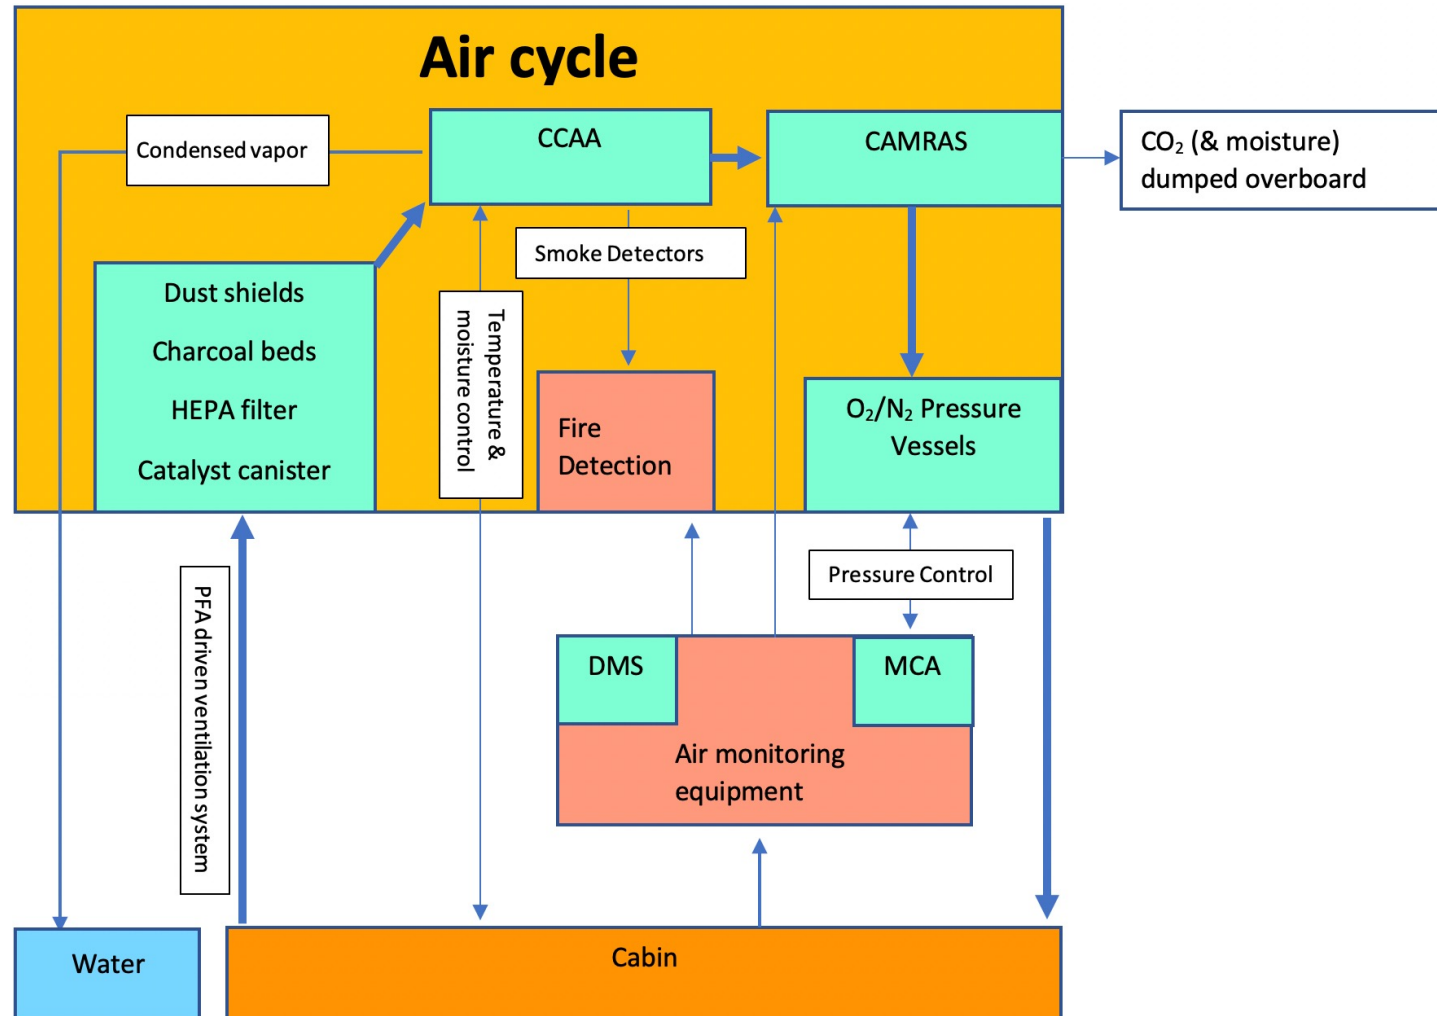 Air cycle
Condensed vapor
CCAA
CAMRAS
CO₂ (& moisture)
dumped overboard
Smoke Detectors
Dust shields
Charcoal beds
HEPA filter
Catalyst canister
Temperature &
moisture control
Fire
Detection
O₂/N₂ Pressure
Vessels
PFA driven ventilation system
Pressure Control
DMS
MCA
Air monitoring
equipment
Water
Cabin